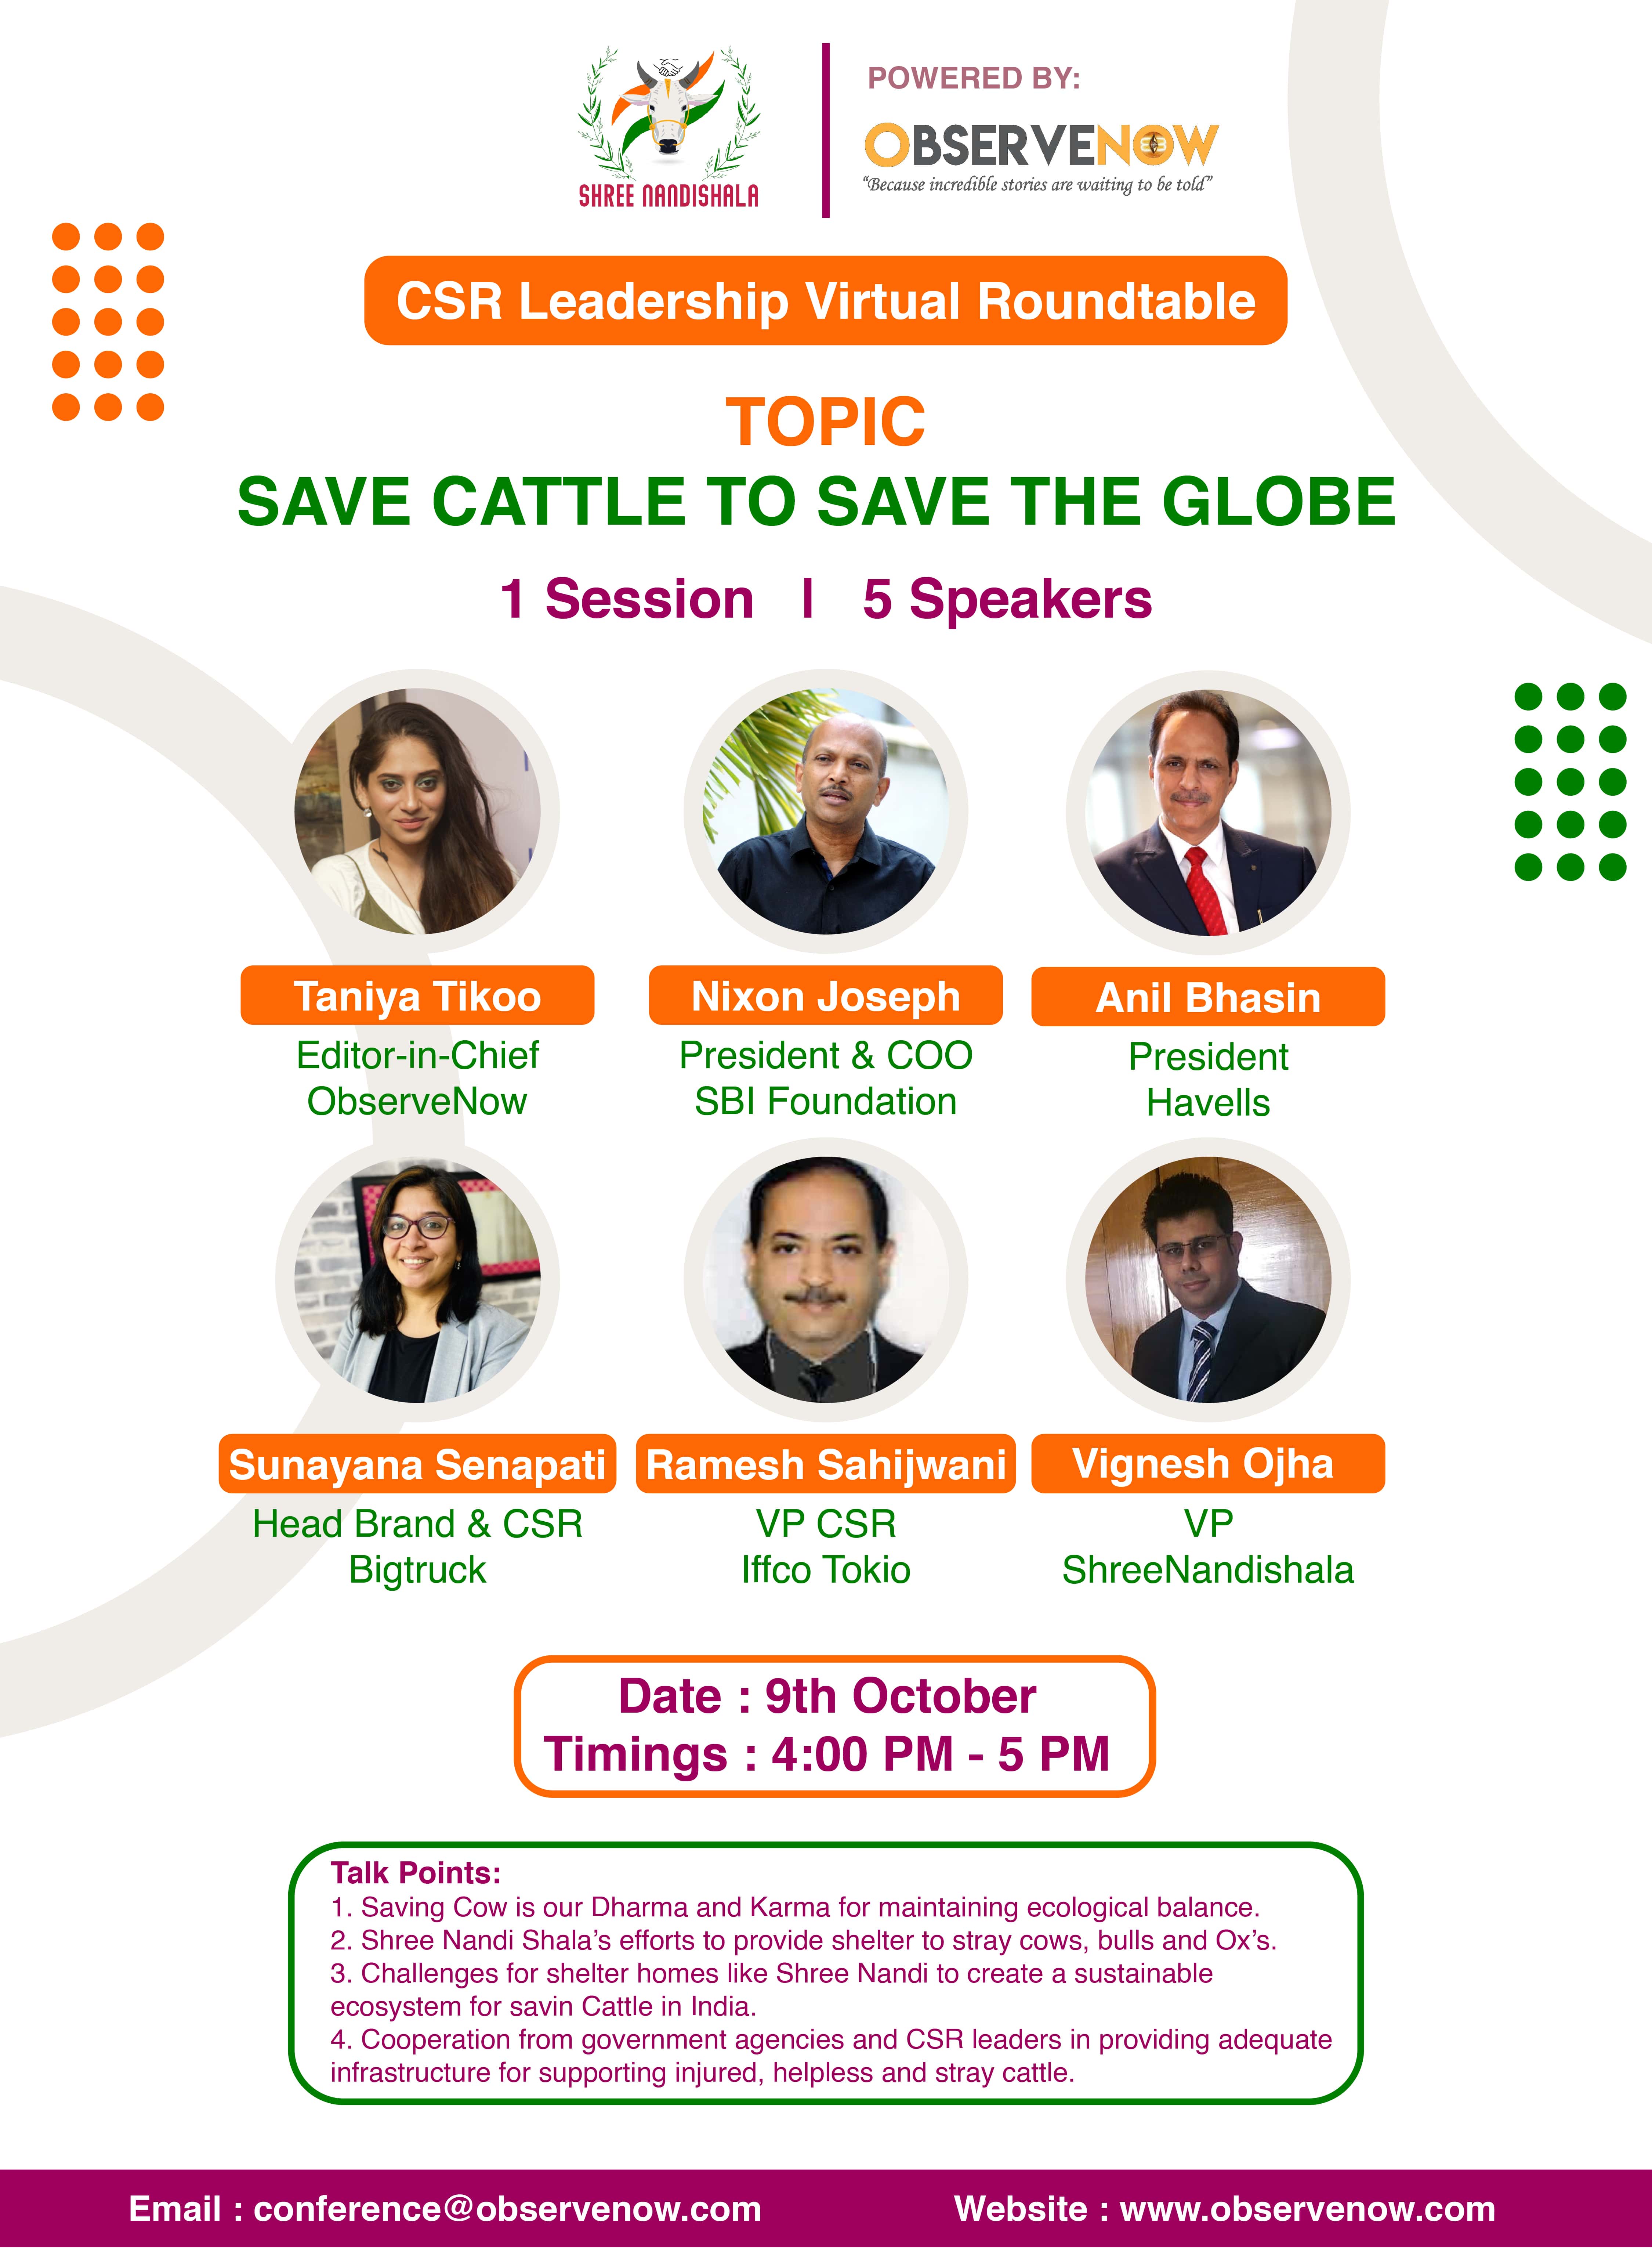 SHREE NANDISHALA
POWERED BY:
OBSERVENOW
“Because incredible stories are waiting to be told”
CSR Leadership Virtual Roundtable
TOPIC
SAVE CATTLE TO SAVE THE GLOBE
1 Session | 5 Speakers
Taniya Tikoo
Editor-in-Chief
ObserveNow
Nixon Joseph
President & COO
SBI Foundation
Anil Bhasin
President
Havells
Sunayana Senapati
Head Brand & CSR
Bigtruck
Ramesh Sahijwani
VP CSR
Iffco Tokio
Vignesh Ojha
VP
ShreeNandishala
Date : 9th October
Timings : 4:00 PM - 5 PM
Talk Points:
1. Saving Cow is our Dharma and Karma for maintaining ecological balance.
2. Shree Nandi Shala’s efforts to provide shelter to stray cows, bulls and Ox’s.
3. Challenges for shelter homes like Shree Nandi to create a sustainable
ecosystem for savin Cattle in India.
4. Cooperation from government agencies and CSR leaders in providing adequate
infrastructure for supporting injured, helpless and stray cattle.
Email : conference@observenow.com
Website : www.observenow.com